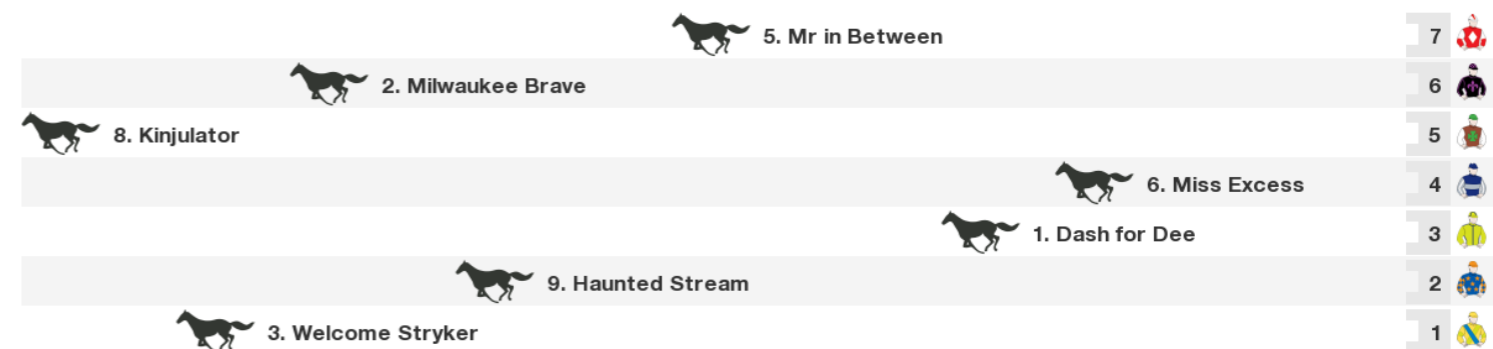 5. Mr in Between 7
2. Milwaukee Brave 6
8. Kinjulator 5
6. Miss Excess 4
1. Dash for Dee 3
9. Haunted Stream 2
3. Welcome Stryker 1